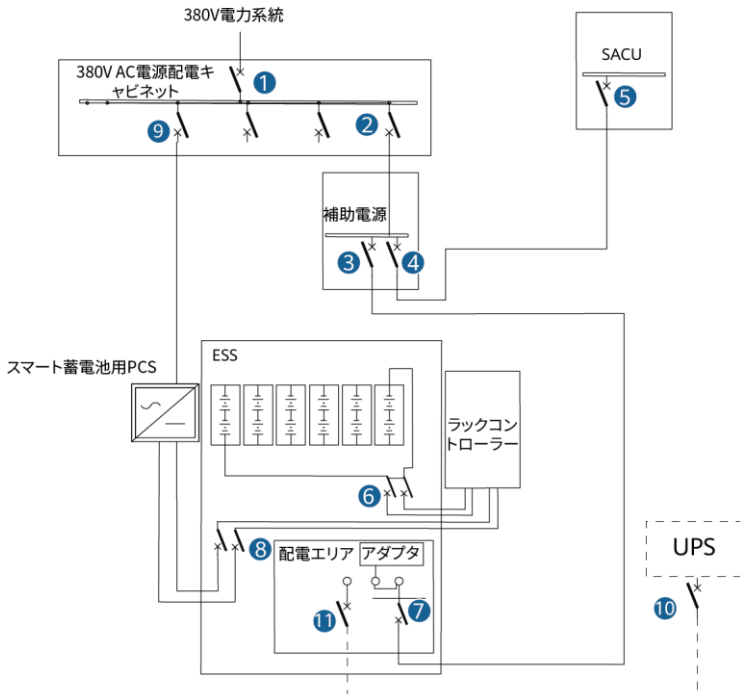 380V電力系統
380V AC電源配電キ
ャビネット
1
2
9
SACU
5
補助電源
3
4
スマート蓄電池用PCS
ESS
ラックコン
トローラー
6
8
配電エリア
アダプタ
11
7
UPS
10